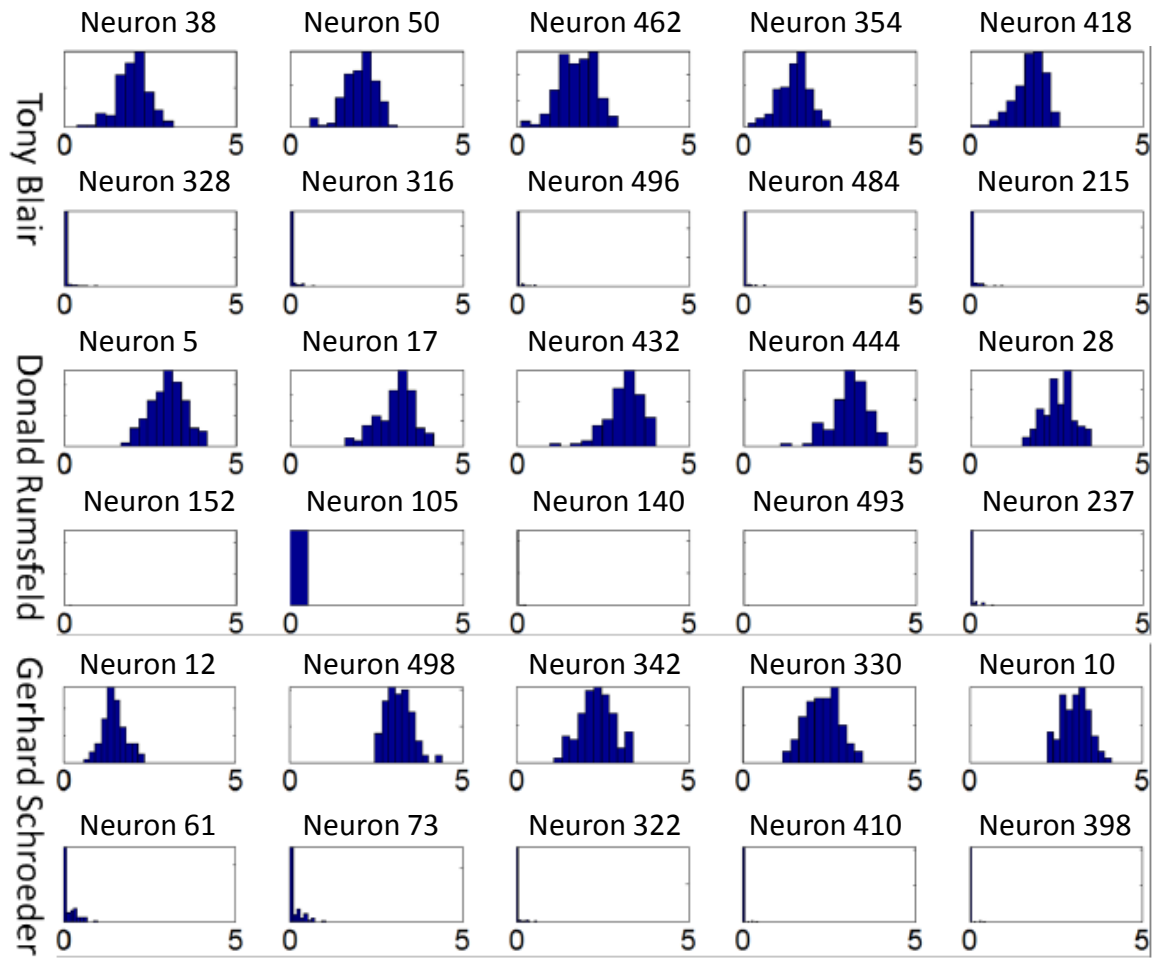 Neuron 38 Neuron 50 Neuron 462 Neuron 354 Neuron 418
0 5 0 5 0 5 0 5 0 5
Tony Blair
Neuron 328 Neuron 316 Neuron 496 Neuron 484 Neuron 215
0 5 0 5 0 5 0 5 0 5
Neuron 5 Neuron 17 Neuron 432 Neuron 444 Neuron 28
0 5 0 5 0 5 0 5 0 5
Donald Rumsfeld
Neuron 152 Neuron 105 Neuron 140 Neuron 493 Neuron 237
0 5 0 5 0 5 0 5 0 5
Neuron 12 Neuron 498 Neuron 342 Neuron 330 Neuron 10
0 5 0 5 0 5 0 5 0 5
Gerhard Schroeder
Neuron 61 Neuron 73 Neuron 322 Neuron 410 Neuron 398
0 5 0 5 0 5 0 5 0 5